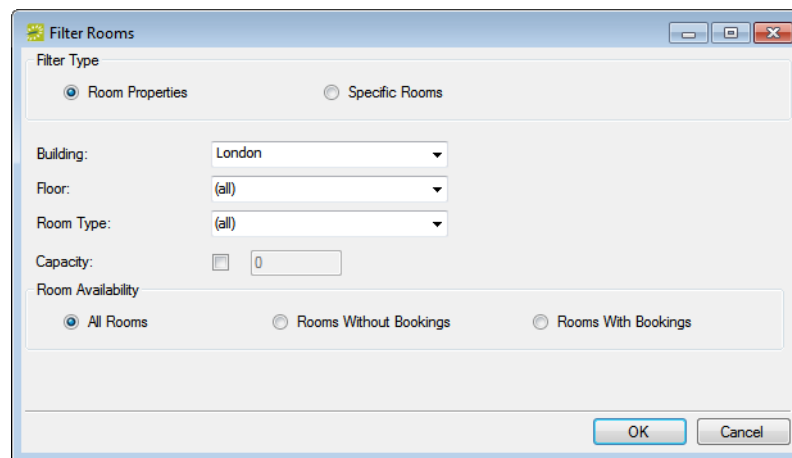 Filter Rooms
Filter Type
Room Properties Specific Rooms
Building: London
Floor: (all)
Room Type: (all)
Capacity: 0
Room Availability
All Rooms Rooms Without Bookings Rooms With Bookings
OK Cancel